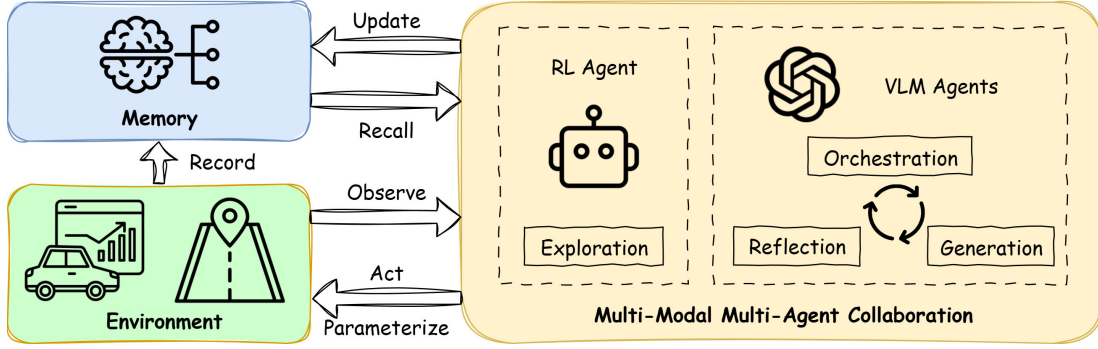 Memory
Record
Environment
Update
Recall
Observe
Act
Parameterize
RL Agent
Exploration
VLM Agents
Orchestration
Reflection
Generation
Multi-Modal Multi-Agent Collaboration